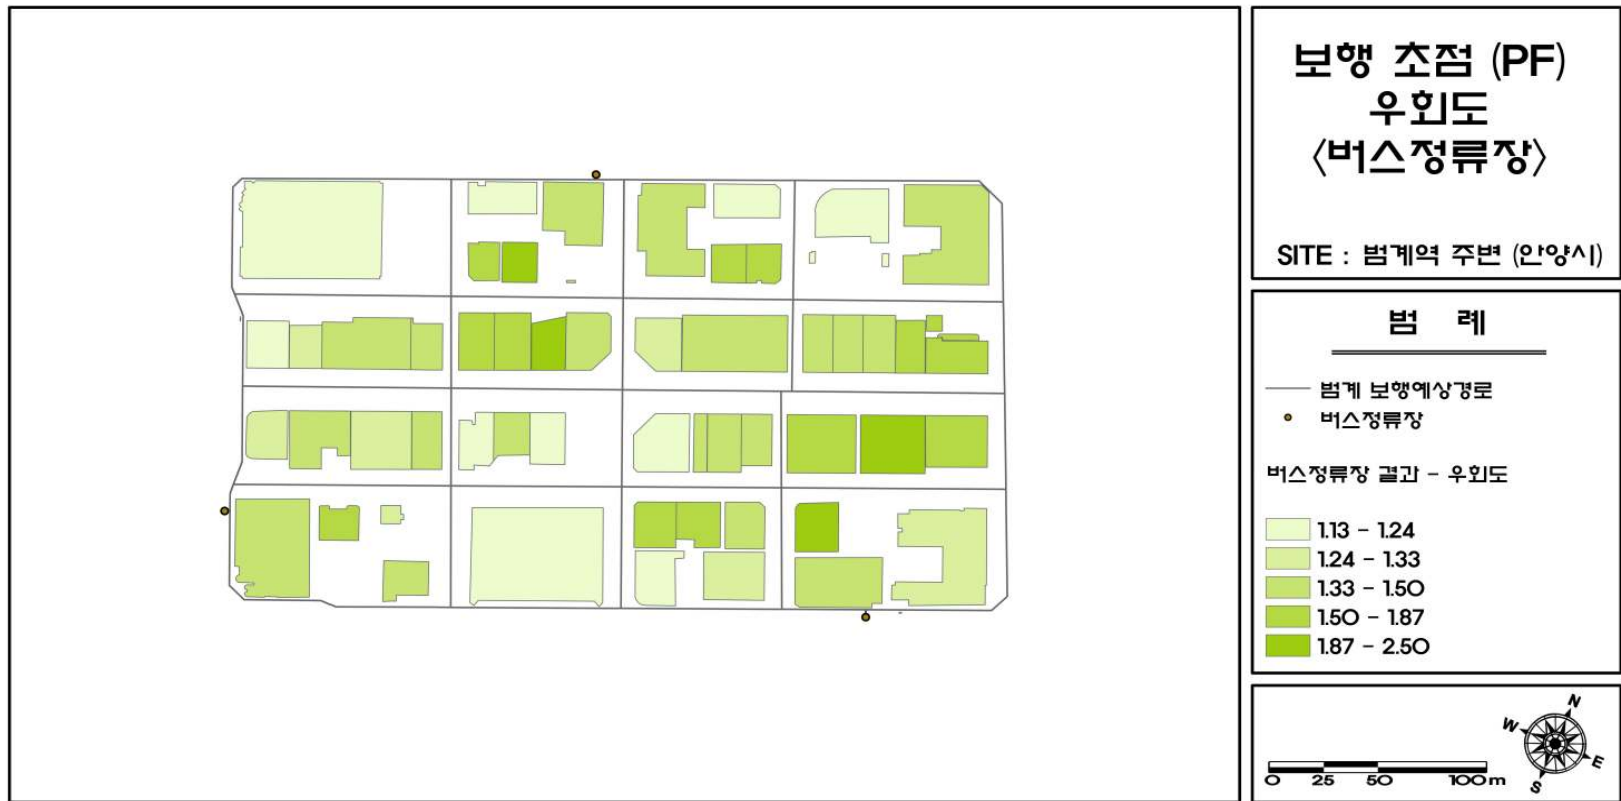 보행 초점 (PF)
우회도
<버스정류장>
SITE : 범계역 주변 (안양시)
범 례
범계 보행예상경로
버스정류장
버스정류장 결과 - 우회도
1.13 - 1.24
1.24 - 1.33
1.33 - 1.50
1.50 - 1.87
1.87 - 2.50
N
W
E
S
0 25 50 100m